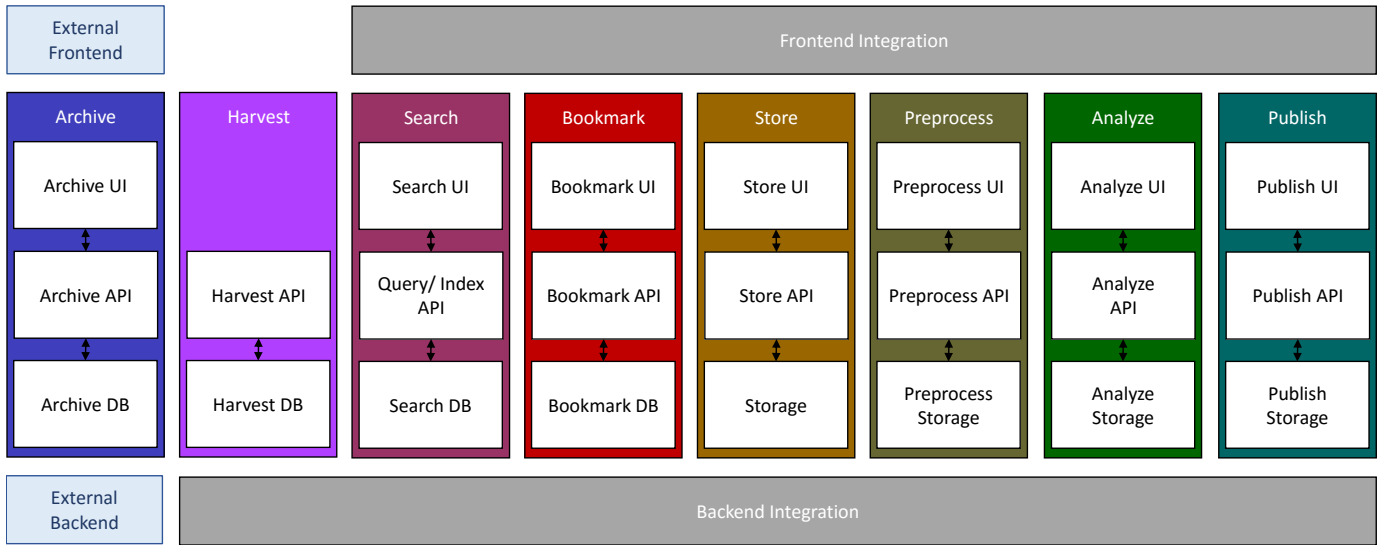 External
Frontend
Frontend Integration
Archive
Harvest
Search
Bookmark
Store
Preprocess
Analyze
Publish
Archive UI
Search UI
Bookmark UI
Store UI
Preprocess UI
Analyze UI
Publish UI
Archive API
Harvest API
Query/ Index
API
Bookmark API
Store API
Preprocess API
Analyze
API
Publish API
Archive DB
Harvest DB
Search DB
Bookmark DB
Storage
Preprocess
Storage
Analyze
Storage
Publish
Storage
External
Backend
Backend Integration